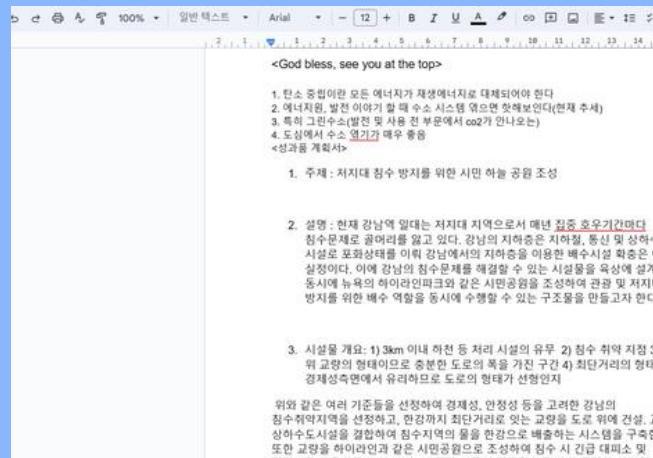 100% 일반 텍스트 Arial 12 B I U A
2 1 1 2 3 4 5 6 7 8 9 10 11 12 13 14
<God bless, see you at the top>
1. 탄소 중립이란 모든 에너지가 재생에너지로 대체되어야 한다
2. 에너지원, 발전 이야기 할 때 수소 시스템 엮으면 핫해보인다(현재 추세)
3. 특히 그린수소(발전 및 사용 전 부문에서 co2가 안나오는)
4. 도심에서 수소 엮기가 매우 좋음
<성과품 계획서>
1. 주제 : 저지대 침수 방지를 위한 시민 하늘 공원 조성
2. 설명 : 현재 강남역 일대는 저지대 지역으로서 매년 집중 호우기간마다
침수문제로 골머리를 앓고 있다. 강남의 지하층은 지하철, 통신 및 상하수
시설로 포화상태를 이뤄 강남에서의 지하층을 이용한 배수시설 확충은
실정이다. 이에 강남의 침수문제를 해결할 수 있는 시설물을 육상에 설계
동시에 뉴욕의 하이라인파크와 같은 시민공원을 조성하여 관광 및 저지대
방지를 위한 배수 역할을 동시에 수행할 수 있는 구조물을 만들고자 한다
3. 시설물 개요: 1) 3km 이내 하천 등 처리 시설의 유무 2) 침수 취약 지점
위 교량의 형태이므로 충분한 도로의 폭을 가진 구간 4) 최단거리의 형태
경제성측면에서 유리하므로 도로의 형태가 선형인지
위와 같은 여러 기준들을 선정하여 경제성, 안정성 등을 고려한 강남의
침수취약지역을 선정하고, 한강까지 최단거리로 잇는 교량을 도로 위에 건설.
상하수도시설을 결합하여 침수지역의 물을 한강으로 배출하는 시스템을 구축한
또한 교량을 하이라인과 같은 시민공원으로 조성하여 침수 시 긴급 대피소 및